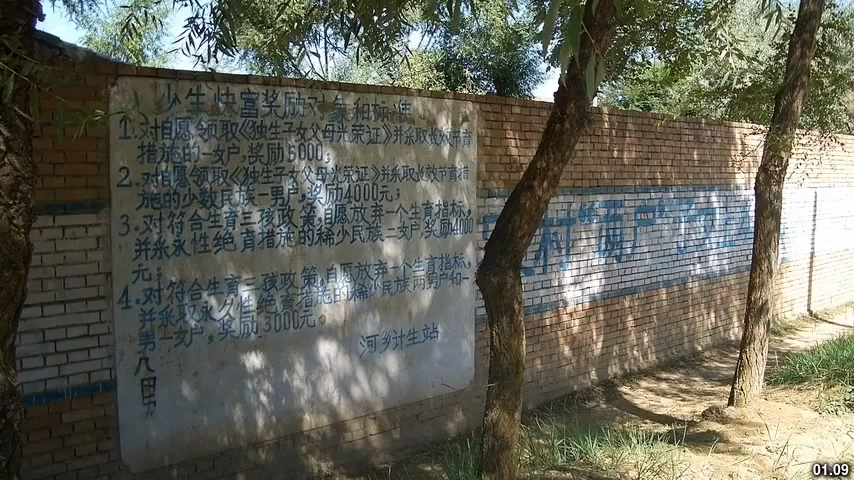 少生快富奖励对象和标准
1.对自愿领取《独生子女父母光荣证》并采取长效节育
措施的一女户,奖励5000;
2.对自愿领取《独生子女父母光荣证》并采取长效节育措
施的少数民族一男户,奖励4000元;
3.对符合生育三孩政策,自愿放弃一个生育指标,
并采永性绝育措施的稀少民族二女户奖励4000
元;
4.对符合生育三孩政策,自愿放弃一个生育指标,
并采取永久性绝育措施的稀少民族两男户和一
男一女户,奖励3000元。
河乡计生站
村"两户"子女
01.09